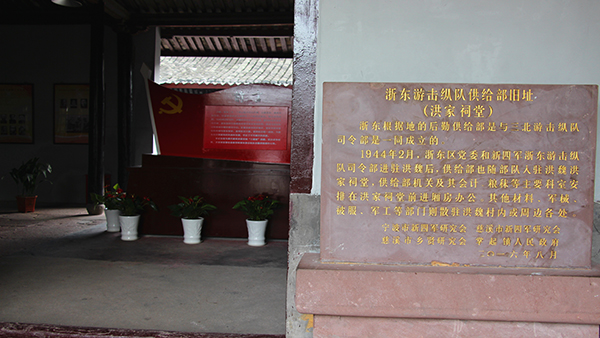 浙东游击纵队供给部旧址
（洪家祠堂）
浙东根据地的后勤供给部是与三北游击纵队
司令部是一同成立的
1944年2月，浙东区党委和新四军浙东游击纵
队司令部进驻洪魏后，供给部也随部队入驻洪魏洪
家祠堂，供给部机关及其会计、粮秣等主要科室安
排在洪家祠堂前进厢房办公，其他材料、军械、
被服、军工等部门则散驻洪魏村内或周边各处。
宁波市新四军研究会 慈溪市新四军研究会
慈溪市乡贤研究会 掌起镇人民政府
二〇一六年八月